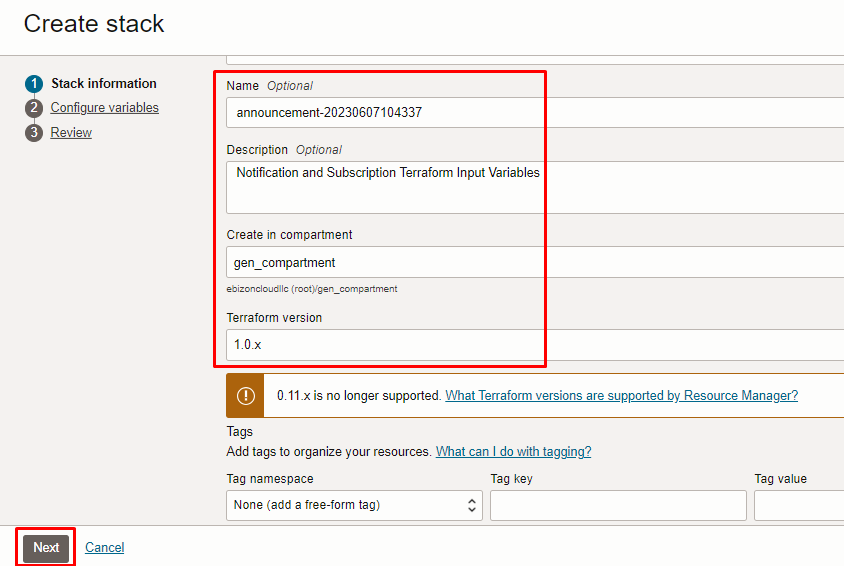 Create stack
1 Stack information
2 Configure variables
3 Review
Name Optional
announcement-20230607104337
Description Optional
Notification and Subscription Terraform Input Variables
Create in compartment
gen_compartment
ebizoncloudllc (root)/gen_compartment
Terraform version
1.0.x
0.11.x is no longer supported. What Terraform versions are supported by Resource Manager?
Tags
Add tags to organize your resources. What can I do with tagging?
Tag namespace Tag key Tag value
None (add a free-form tag)
Next Cancel